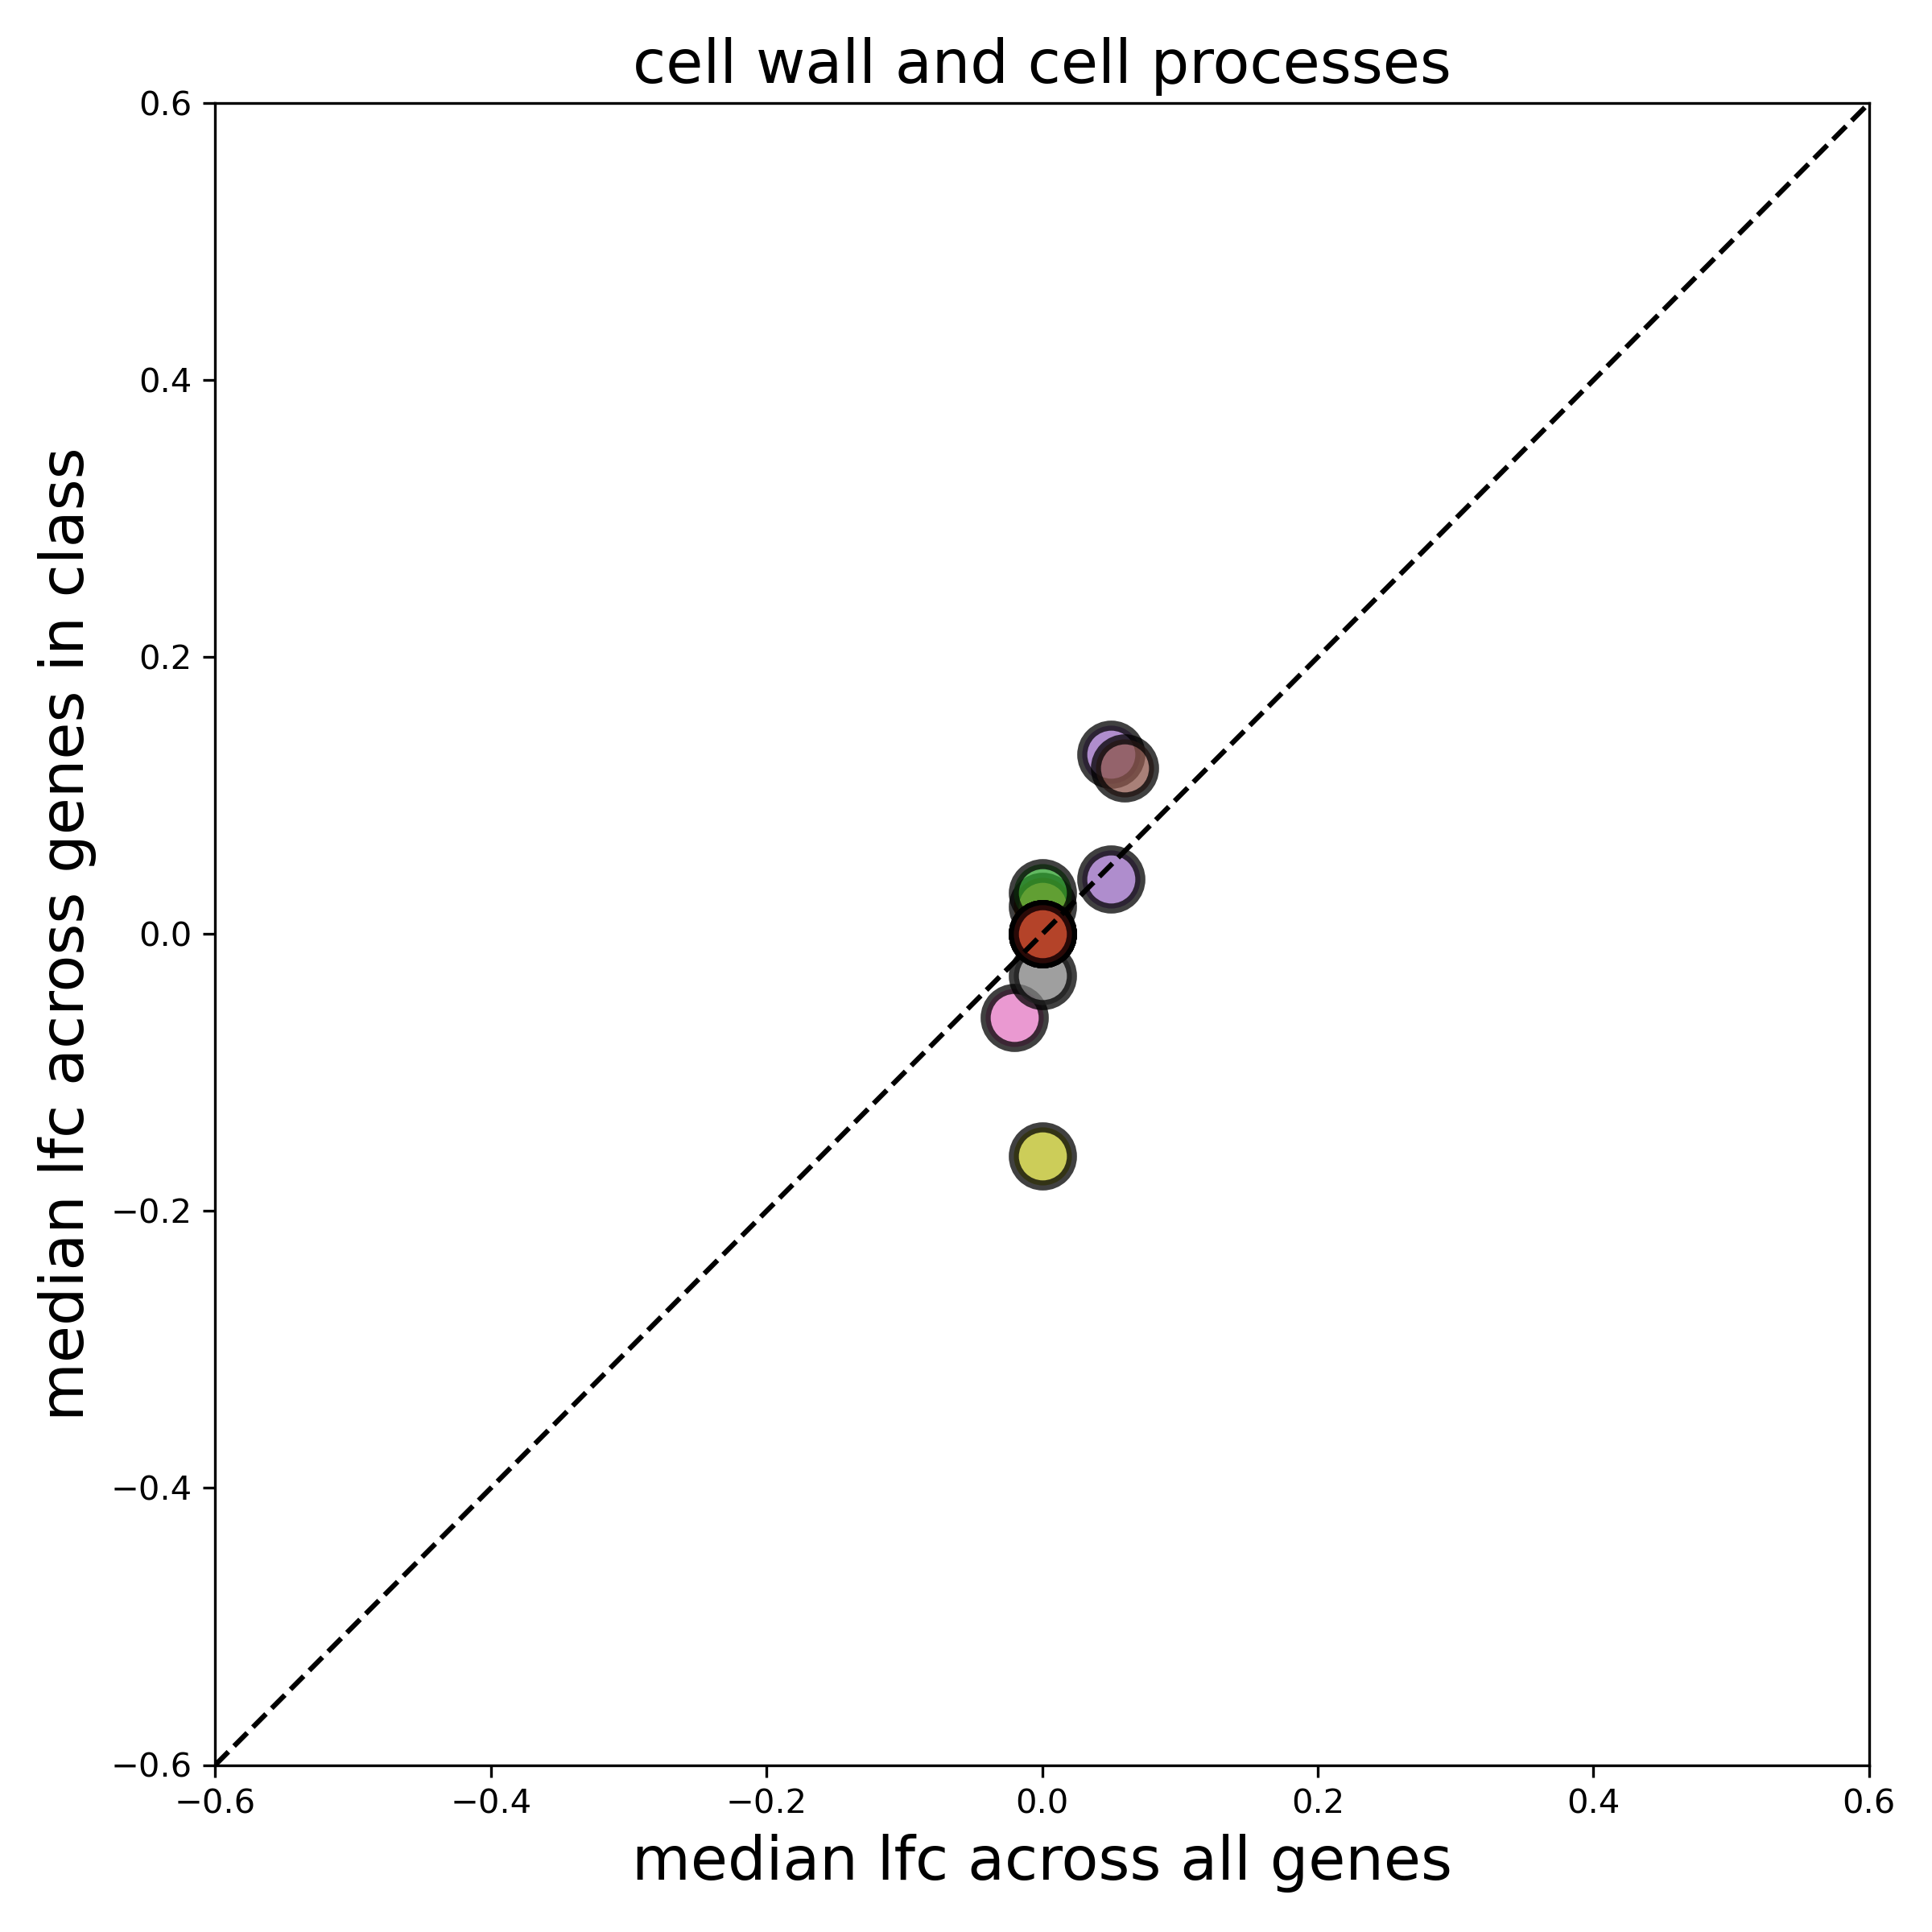 cell wall and cell processes
0.6
0.4
0.2
0.0
−0.2
−0.4
−0.6
median lfc across genes in class
−0.6 −0.4 −0.2 0.0 0.2 0.4 0.6
median lfc across all genes